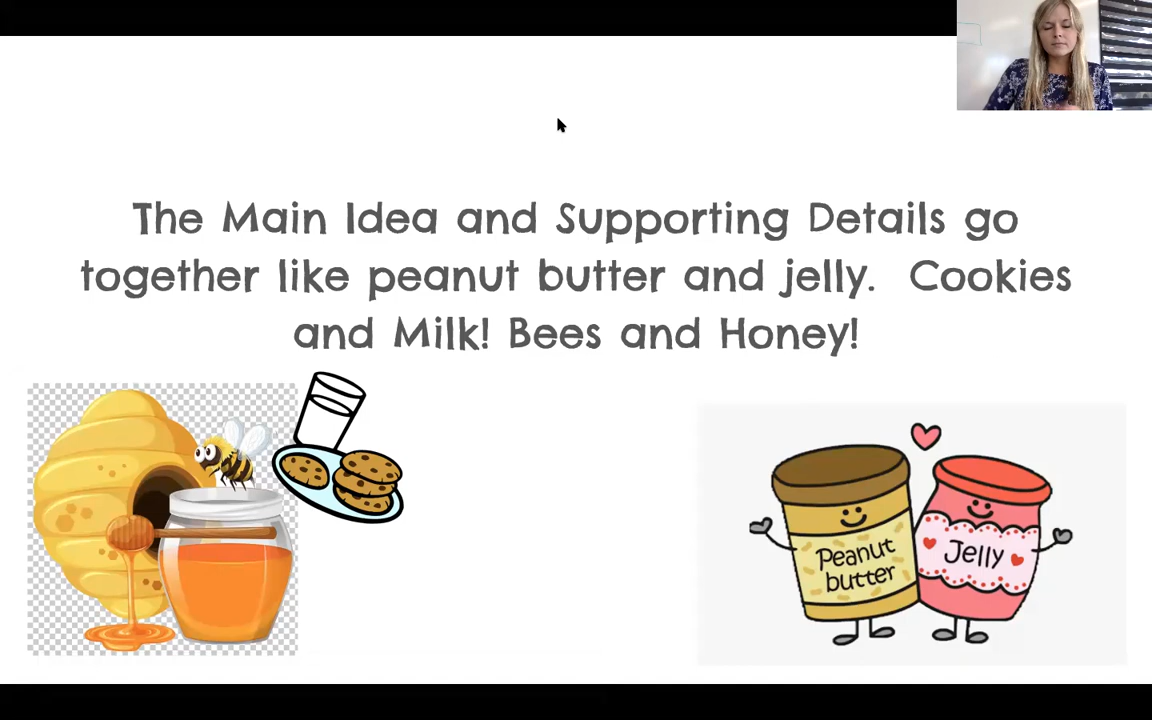 The Main Idea and Supporting Details go
together like peanut butter and jelly.  Cookies
and Milk! Bees and Honey!
Peanut
butter
Jelly